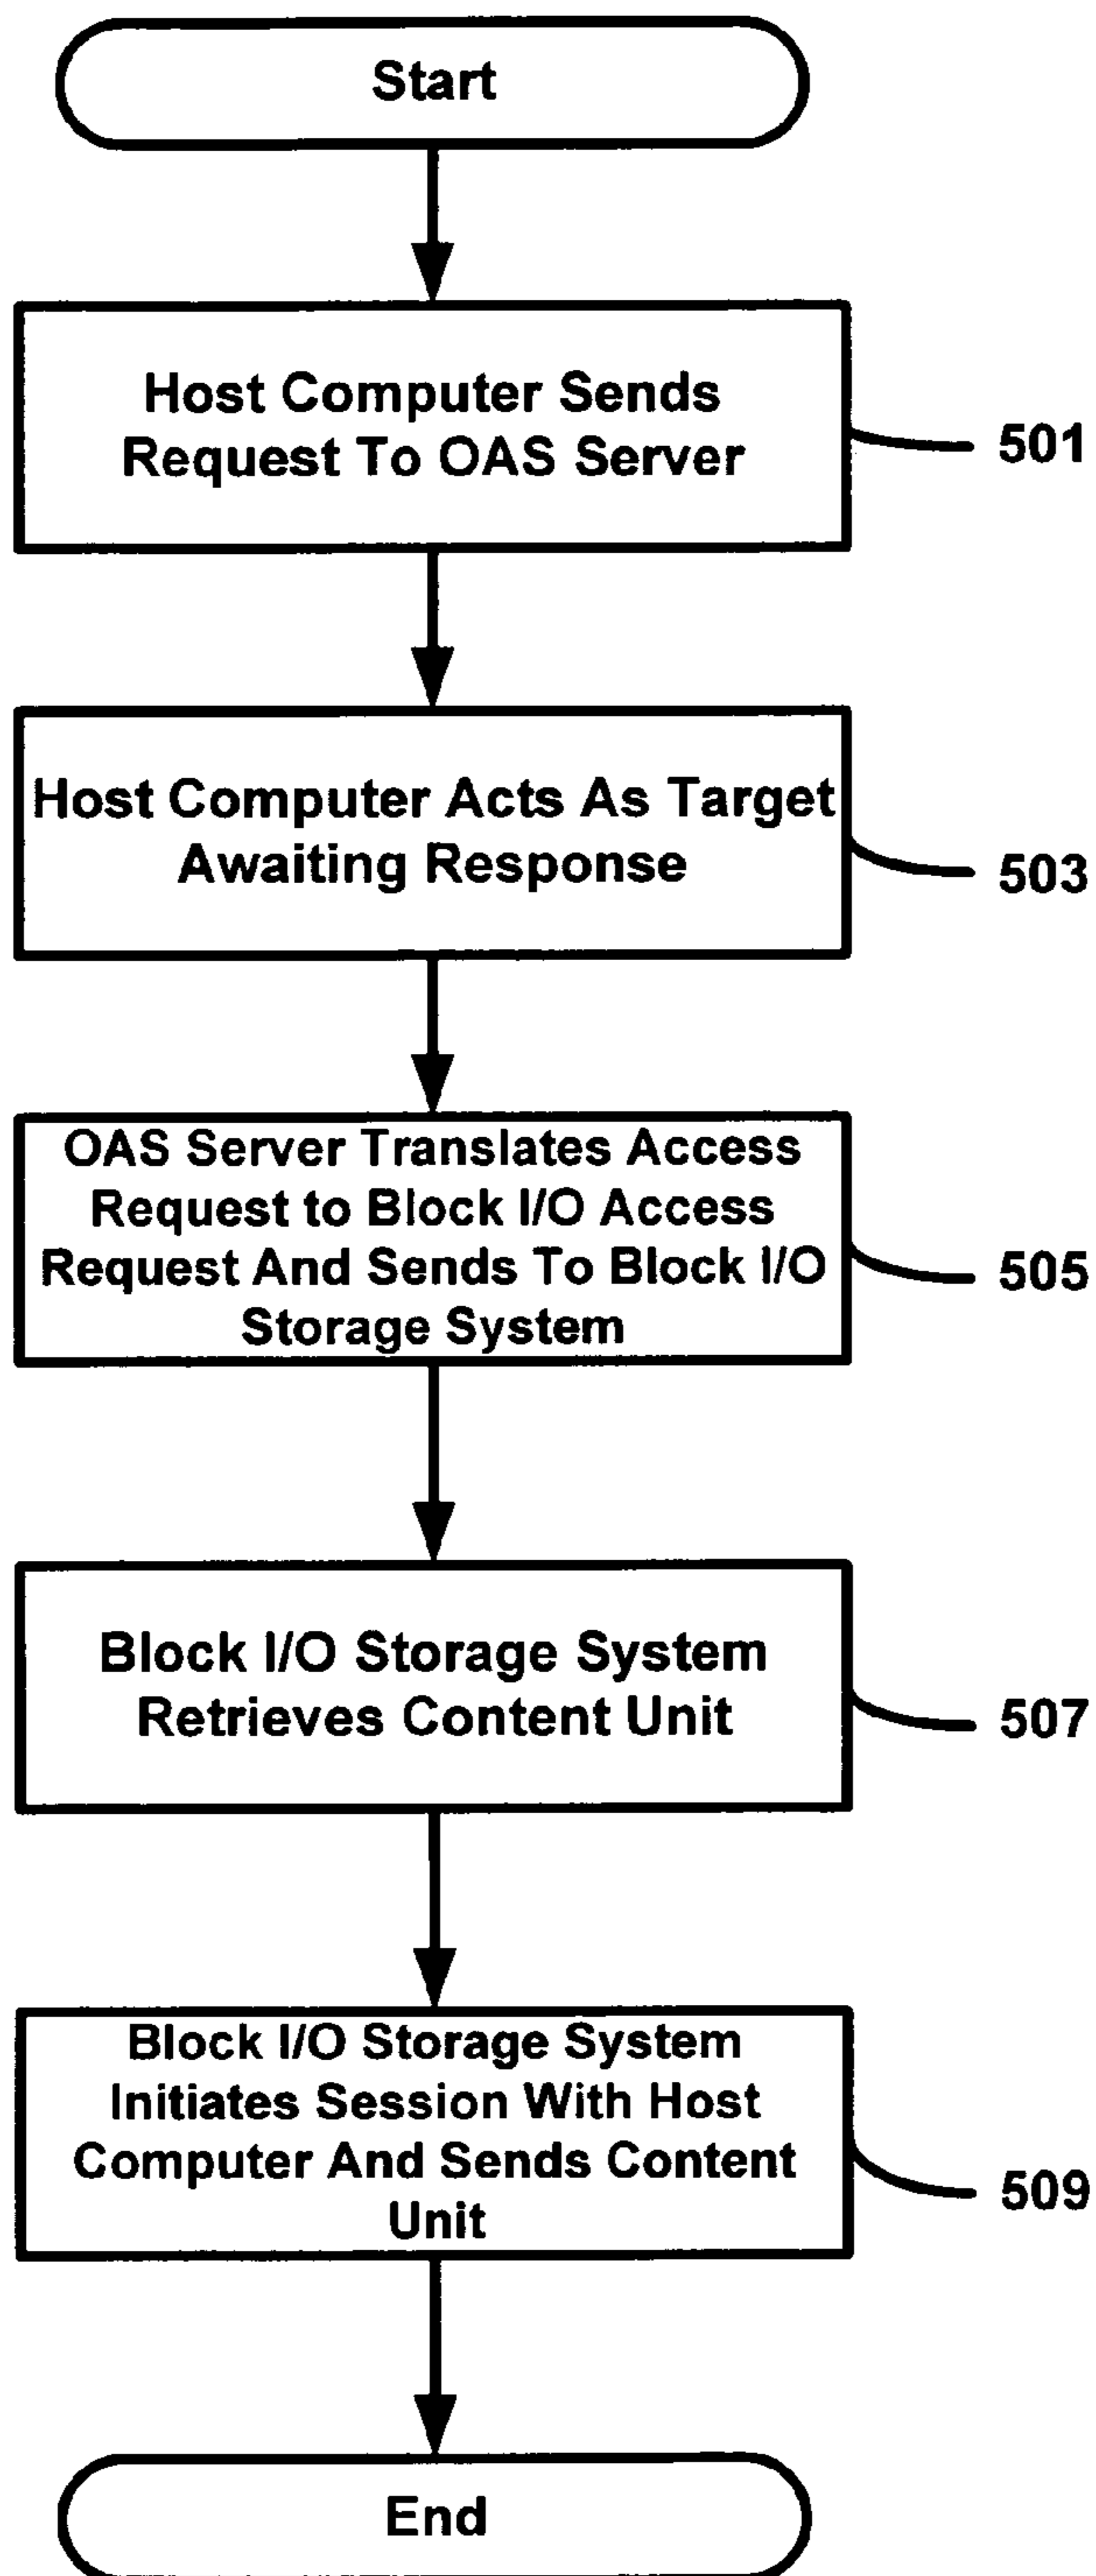 Start
Host Computer Sends
Request To OAS Server
501
Host Computer Acts As Target
Awaiting Response
503
OAS Server Translates Access
Request to Block I/O Access
Request And Sends To Block I/O
Storage System
505
Block I/O Storage System
Retrieves Content Unit
507
Block I/O Storage System
Initiates Session With Host
Computer And Sends Content
Unit
509
End